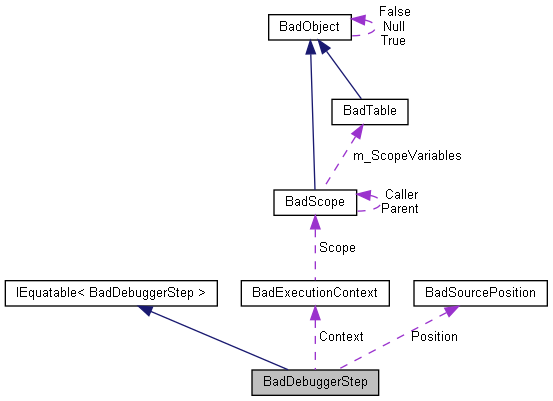 False
BadObject
Null
True
BadTable
m_ScopeVariables
BadScope
Caller
Parent
Scope
IEquatable< BadDebuggerStep >
BadExecutionContext
BadSourcePosition
Context
Position
BadDebuggerStep